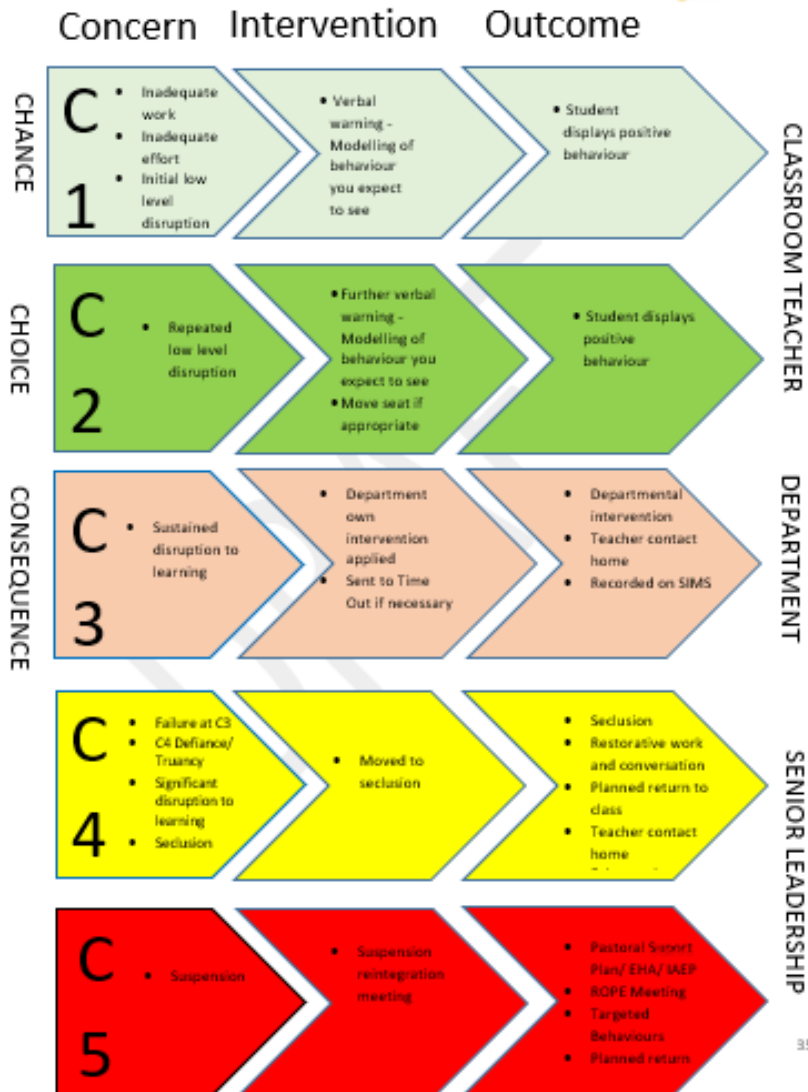 Concern Intervention Outcome
CHANCE
C
1
• Inadequate
work
• Inadequate
effort
• Initial low
level
disruption
• Verbal
warning -
Modelling of
behaviour
you expect
to see
• Student
displays positive
behaviour
CLASSROOM TEACHER
CHOICE
C
2
• Repeated
low level
disruption
• Further verbal
warning -
Modelling of
behaviour you
expect to see
• Move seat if
appropriate
• Student displays
positive
behaviour
CONSEQUENCE
C
3
• Sustained
disruption to
learning
• Department
own
intervention
applied
• Sent to Time
Out if necessary
• Departmental
intervention
• Teacher contact
home
• Recorded on SIMS
DEPARTMENT
C
4
• Failure at C3
• C4 Defiance/
Truancy
• Significant
disruption to
learning
• Seclusion
• Moved to
seclusion
• Seclusion
• Restorative work
and conversation
• Planned return to
class
• Teacher contact
home
SENIOR LEADERSHIP
C
5
• Suspension
• Suspension
reintegration
meeting
• Pastoral
Plan/ EHA/ IAEP
• ROPE Meeting
• Targeted
Behaviours
• Planned return